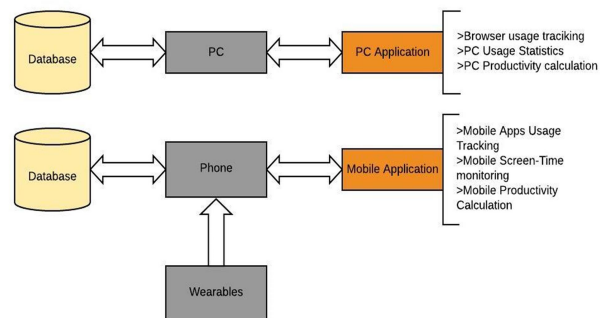 Database
PC
PC Application
>Browser usage traciking
>PC Usage Statistics
>PC Productivity calculation
Database
Phone
Mobile Application
>Mobile Apps Usage
Tracking
>Mobile Screen-Time
monitoring
>Mobile Productivity
Calculation
Wearables